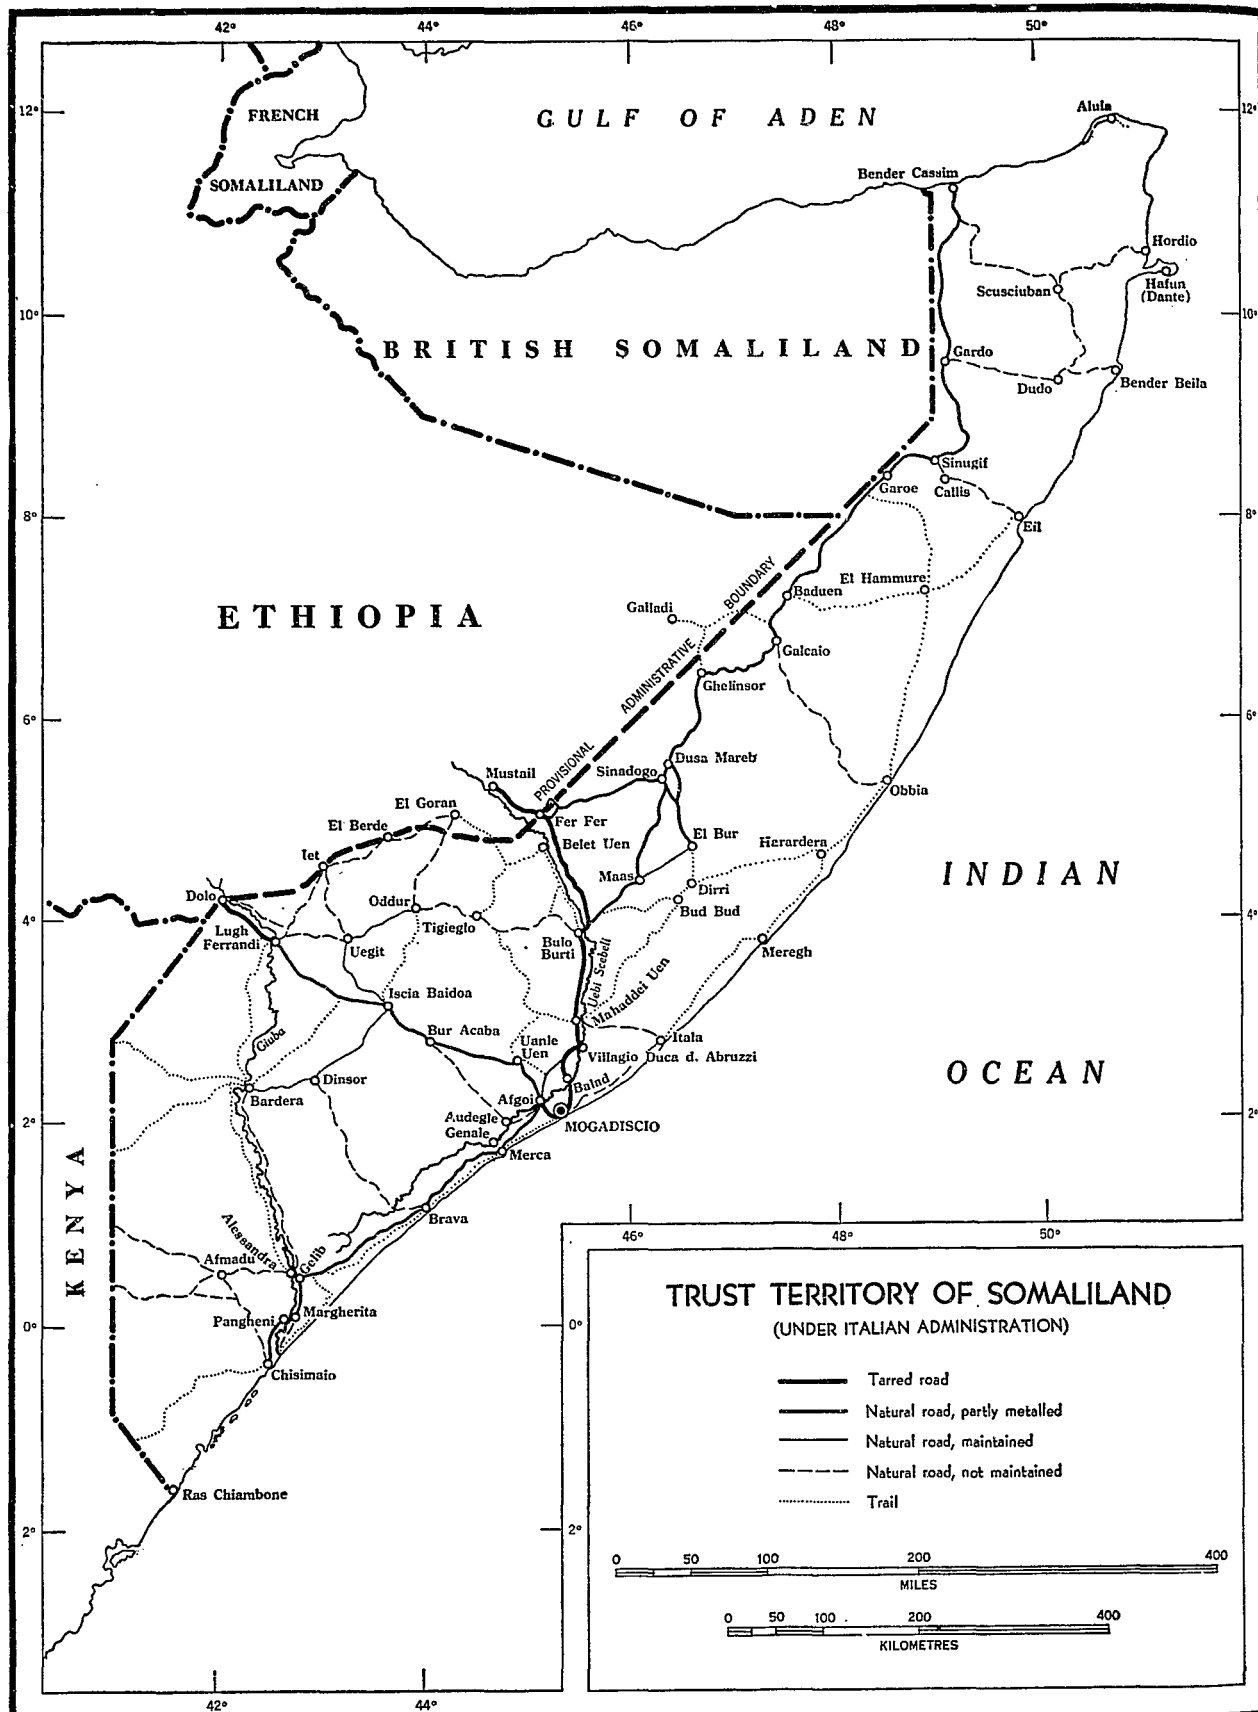 42°
44°
46°
48°
50°
12°
12°
GULF OF ADEN
Alula
FRENCH
SOMALILAND
Bender Cassim
Hordio
Scusciuban
Hafun
(Dante)
10°
10°
BRITISH SOMALILAND
Gardo
Dudo
Bender Beila
Sinugif
Garoe
Callis
8°
8°
Eil
ETHIOPIA
BOUNDARY
El Hammure
Baduen
Galladi
Galcaio
ADMINISTRATIVE
Ghelinsor
6°
6°
PROVISIONAL
Mustail
Sinadogo
Dusa Mareb
Obbia
El Goran
El Berde
Fer Fer
Belet Uen
El Bur
Harardera
Iet
Maas
Dirri
INDIAN
Dolo
Oddur
Bud Bud
4°
4°
Lugh
Ferrandi
Uegit
Tigieglo
Bulo
Burti
Meregh
Uebi Scebeli
Mahaddei Uen
Iscia Baidoa
Giuba
Bur Acaba
Uanle
Uen
Itala
Villagio Duca d. Abruzzi
OCEAN
Dinsor
Balad
Bardera
Afgoi
2°
2°
Audegle
MOGADISCIO
Genale
Merca
KENYA
Brava
46°
48°
50°
Alessandra
Gelib
Afmadu
Margherita
Pangheni
0°
0°
Chisimaio
Ras Chiambone
2°
2°
42°
44°
TRUST TERRITORY OF SOMALILAND
(UNDER ITALIAN ADMINISTRATION)
Tarred road
Natural road, partly metalled
Natural road, maintained
Natural road, not maintained
Trail
0 50 100 200 400
MILES
0 50 100 200 400
KILOMETRES